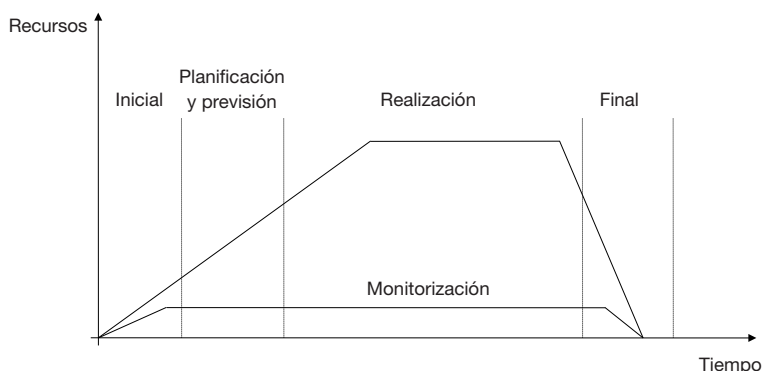 Recursos
Planificación
y previsión
Inicial
Realización
Final
Monitorización
Tiempo